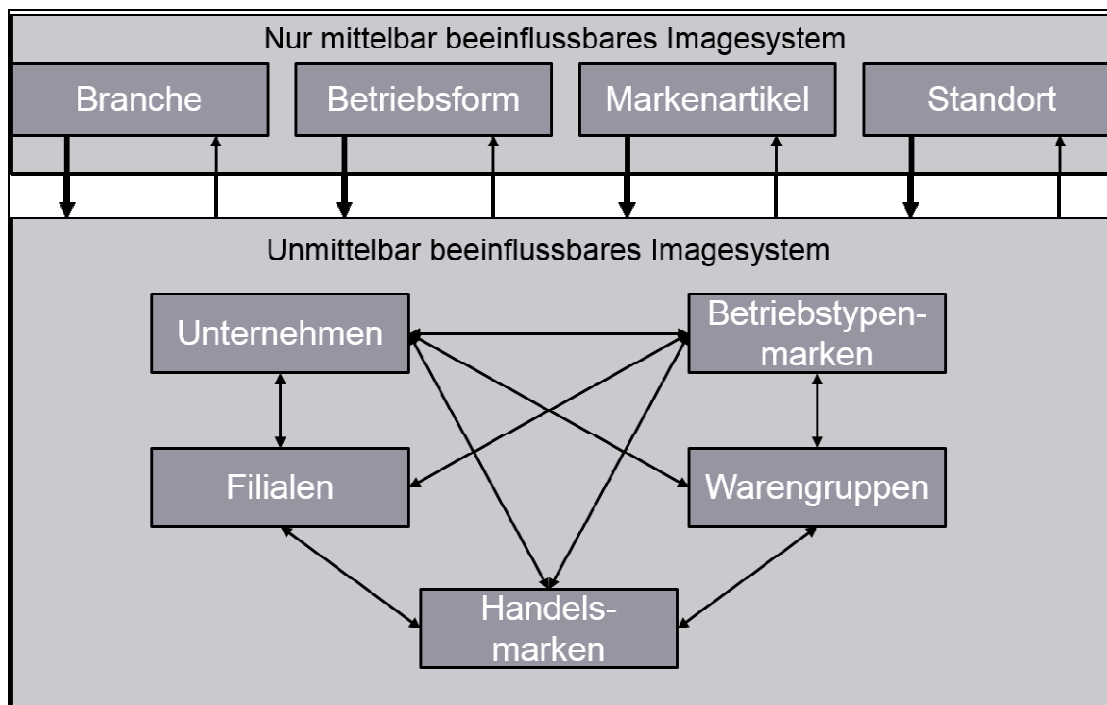 Nur mittelbar beeinflussbares Imagesystem
Branche
Betriebsform
Markenartikel
Standort
Unmittelbar beeinflussbares Imagesystem
Unternehmen
Betriebstypen-
marken
Filialen
Warengruppen
Handels-
marken